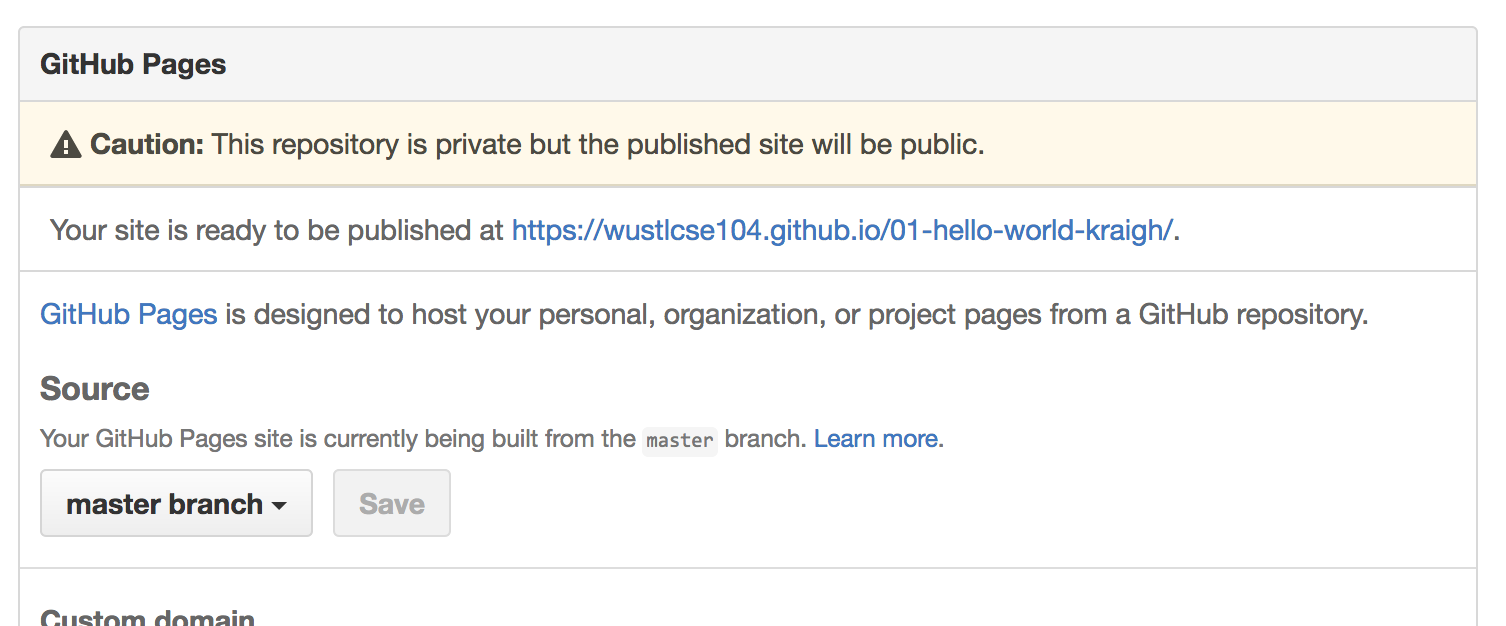 GitHub Pages
Caution: This repository is private but the published site will be public.
Your site is ready to be published at https://wustlcse104.github.io/01-hello-world-kraigh/.
GitHub Pages is designed to host your personal, organization, or project pages from a GitHub repository.
Source
Your GitHub Pages site is currently being built from the master branch. Learn more.
master branch Save
Custom domain